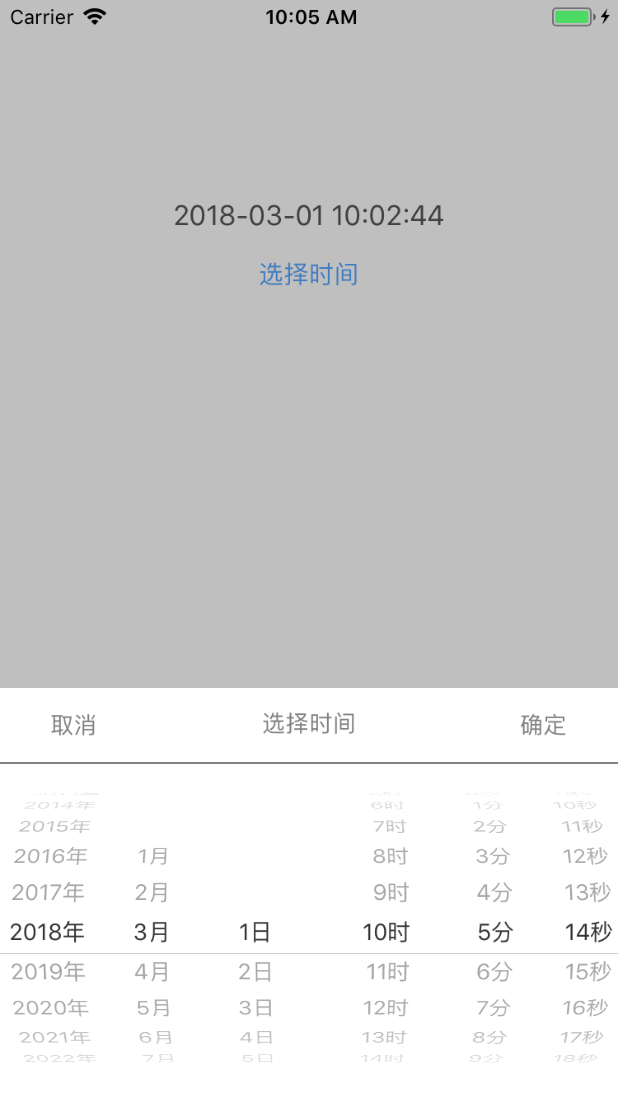 Carrier 10:05 AM
2018-03-01 10:02:44
选择时间
取消 选择时间 确定
2014年 6时 1分 10秒
2015年 7时 2分 11秒
2016年 1月 8时 3分 12秒
2017年 2月 9时 4分 13秒
2018年 3月 1日 10时 5分 14秒
2019年 4月 2日 11时 6分 15秒
2020年 5月 3日 12时 7分 16秒
2021年 6月 4日 13时 8分 17秒
2022年 7月 5日 14时 9分 18秒